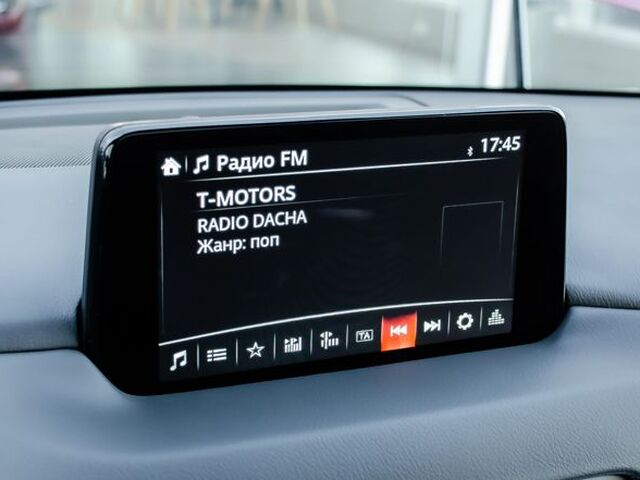 Радио FM
17:45
T-MOTORS
RADIO DACHA
Жанр: поп
TA